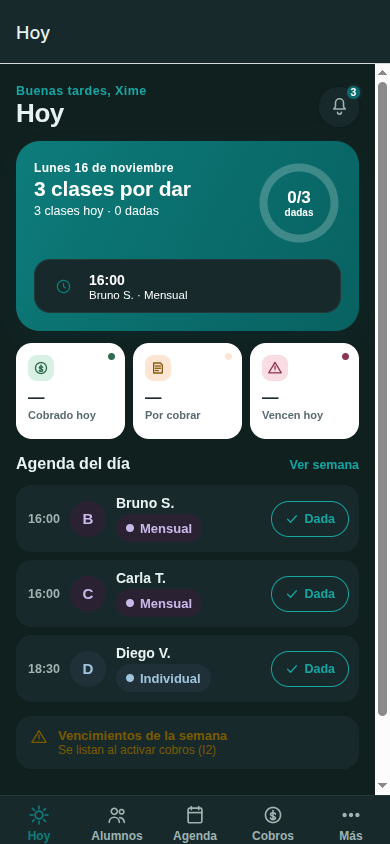 Hoy
Buenas tardes, Xime
Hoy
3
Lunes 16 de noviembre
3 clases por dar
3 clases hoy · 0 dadas
0/3
dadas
16:00
Bruno S. · Mensual
—
Cobrado hoy
—
Por cobrar
—
Vencen hoy
Agenda del día
Ver semana
16:00
B
Bruno S.
Mensual
Dada
16:00
C
Carla T.
Mensual
Dada
18:30
D
Diego V.
Individual
Dada
Vencimientos de la semana
Se listan al activar cobros (I2)
Hoy
Alumnos
Agenda
Cobros
Más